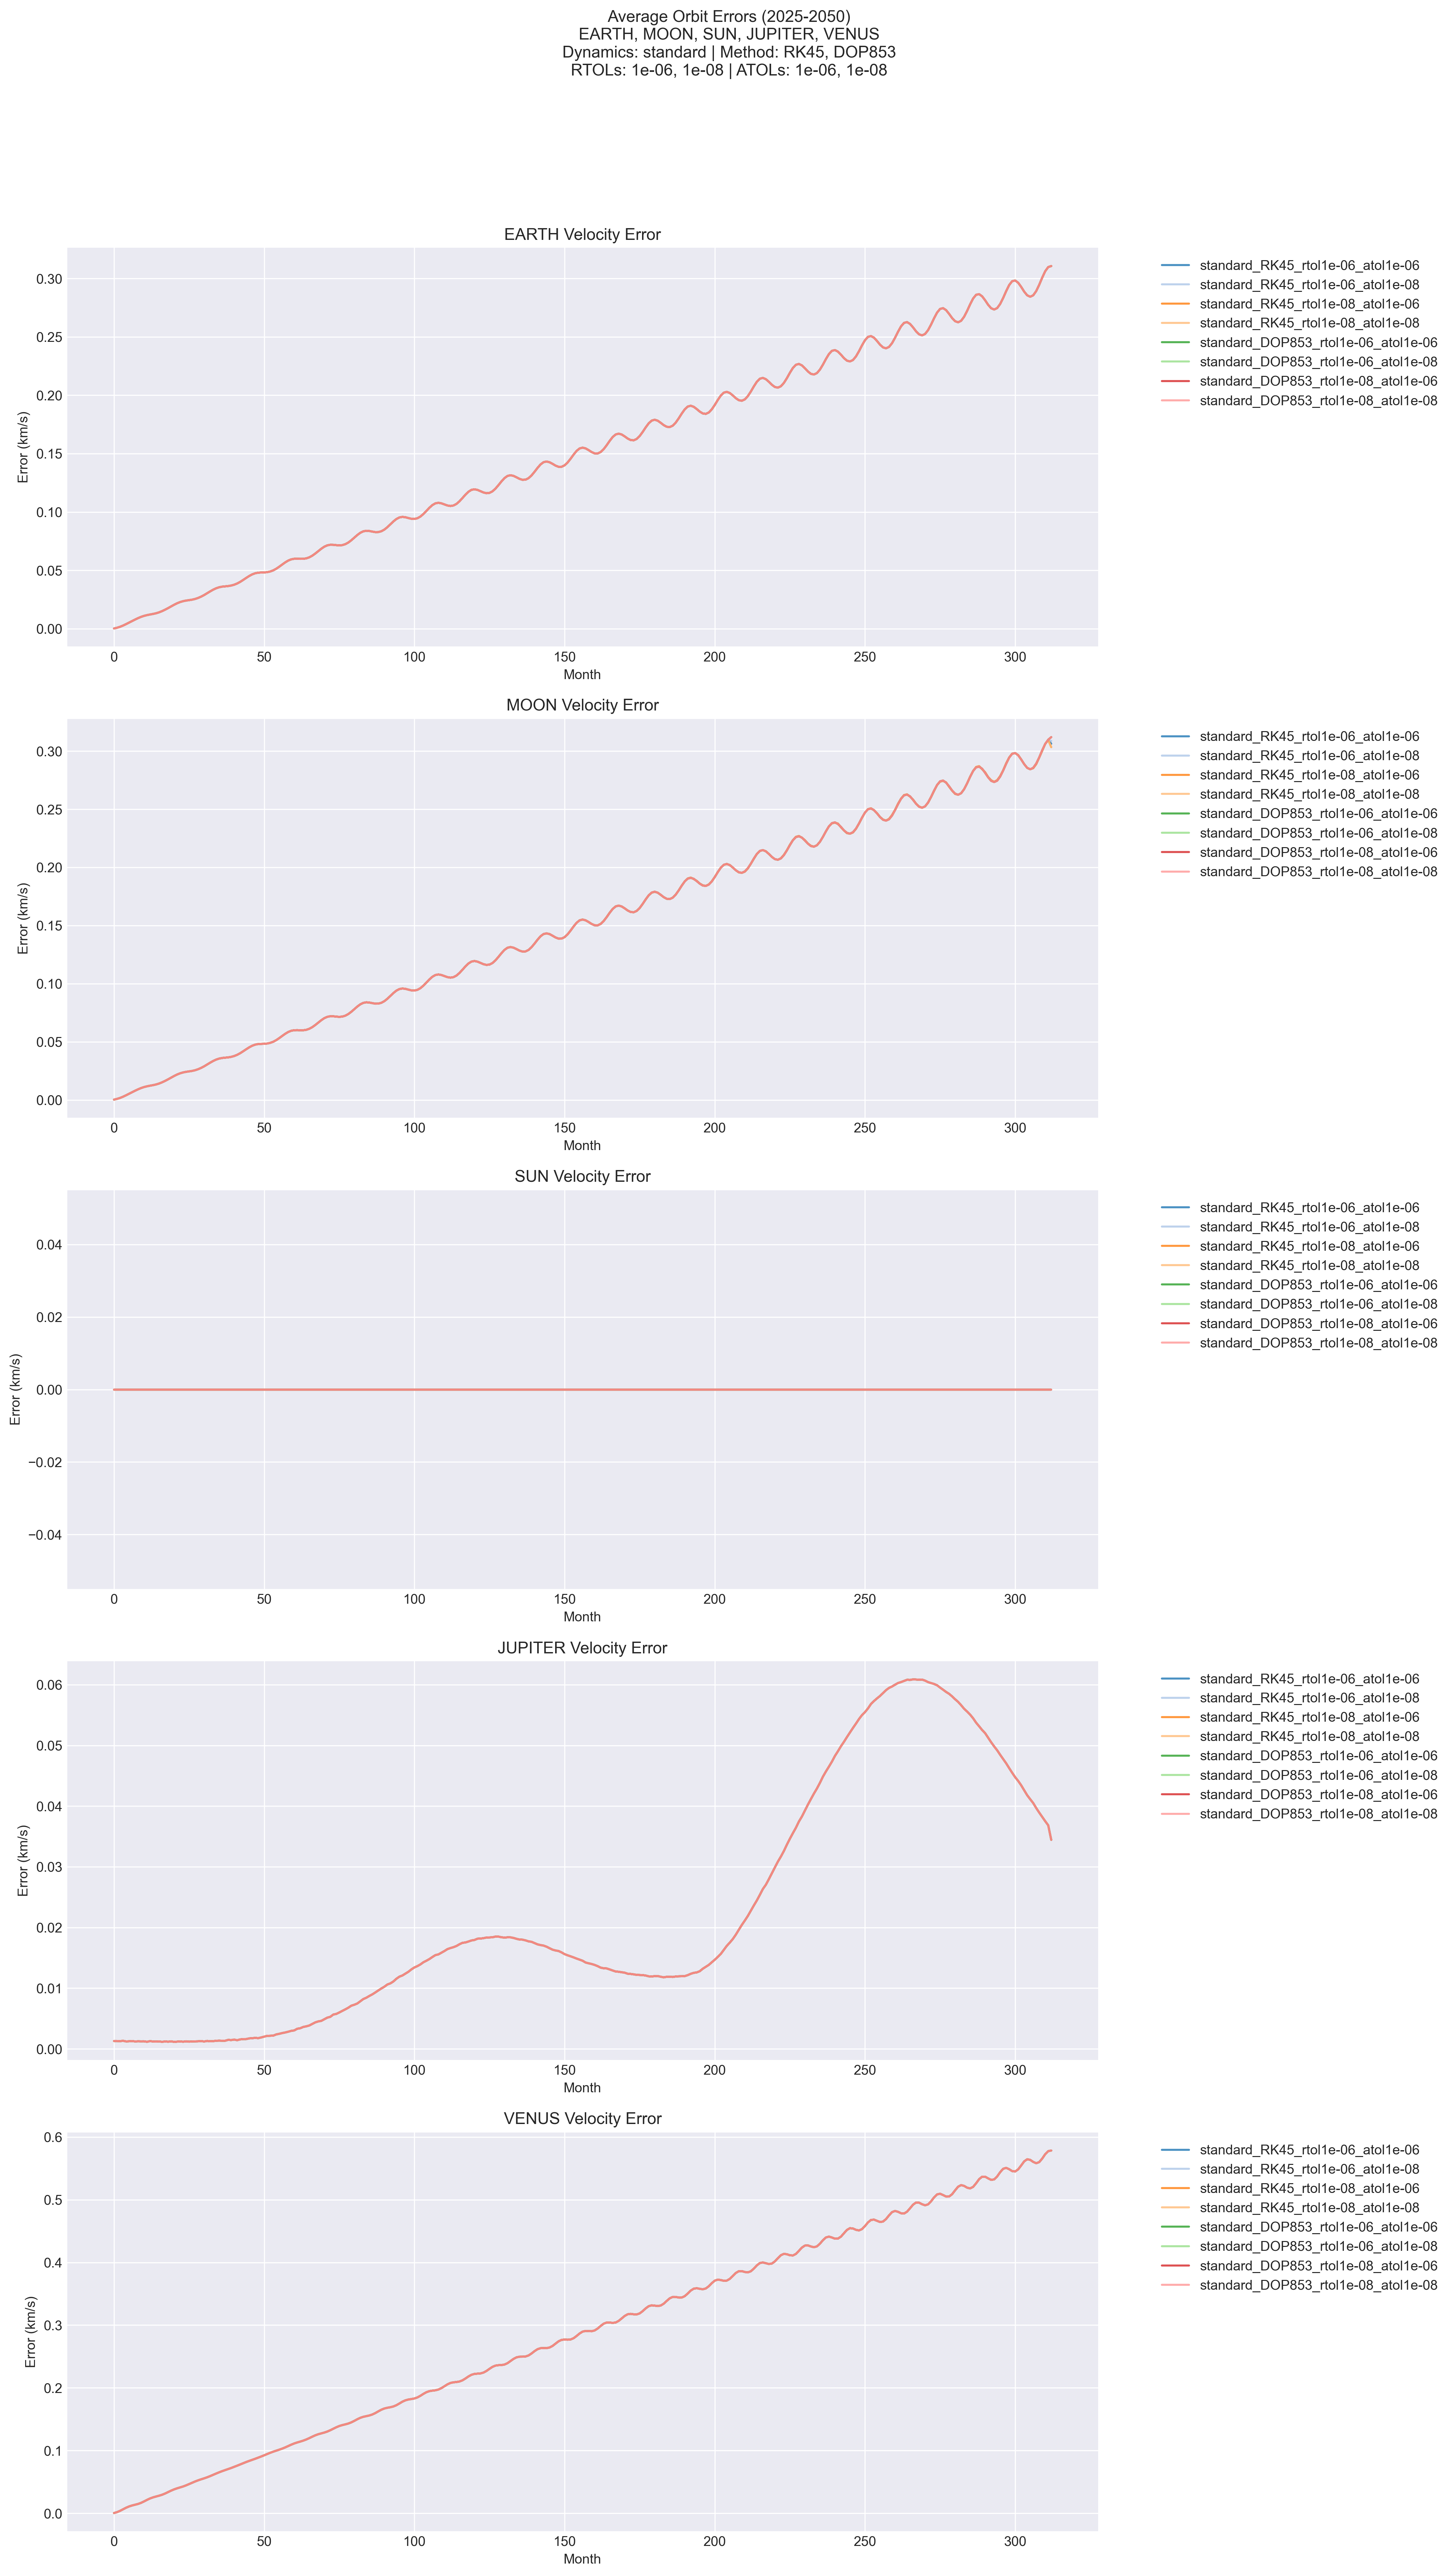 Average Orbit Errors (2025-2050)
EARTH, MOON, SUN, JUPITER, VENUS
Dynamics: standard | Method: RK45, DOP853
RTOLs: 1e-06, 1e-08 | ATOLs: 1e-06, 1e-08
EARTH Velocity Error
Error (km/s)
0.30
0.25
0.20
0.15
0.10
0.05
0.00
0 50 100 150 200 250 300
Month
standard_RK45_rtol1e-06_atol1e-06
standard_RK45_rtol1e-06_atol1e-08
standard_RK45_rtol1e-08_atol1e-06
standard_RK45_rtol1e-08_atol1e-08
standard_DOP853_rtol1e-06_atol1e-06
standard_DOP853_rtol1e-06_atol1e-08
standard_DOP853_rtol1e-08_atol1e-06
standard_DOP853_rtol1e-08_atol1e-08
MOON Velocity Error
Error (km/s)
0.30
0.25
0.20
0.15
0.10
0.05
0.00
0 50 100 150 200 250 300
Month
standard_RK45_rtol1e-06_atol1e-06
standard_RK45_rtol1e-06_atol1e-08
standard_RK45_rtol1e-08_atol1e-06
standard_RK45_rtol1e-08_atol1e-08
standard_DOP853_rtol1e-06_atol1e-06
standard_DOP853_rtol1e-06_atol1e-08
standard_DOP853_rtol1e-08_atol1e-06
standard_DOP853_rtol1e-08_atol1e-08
SUN Velocity Error
Error (km/s)
0.04
0.02
0.00
−0.02
−0.04
0 50 100 150 200 250 300
Month
standard_RK45_rtol1e-06_atol1e-06
standard_RK45_rtol1e-06_atol1e-08
standard_RK45_rtol1e-08_atol1e-06
standard_RK45_rtol1e-08_atol1e-08
standard_DOP853_rtol1e-06_atol1e-06
standard_DOP853_rtol1e-06_atol1e-08
standard_DOP853_rtol1e-08_atol1e-06
standard_DOP853_rtol1e-08_atol1e-08
JUPITER Velocity Error
Error (km/s)
0.06
0.05
0.04
0.03
0.02
0.01
0.00
0 50 100 150 200 250 300
Month
standard_RK45_rtol1e-06_atol1e-06
standard_RK45_rtol1e-06_atol1e-08
standard_RK45_rtol1e-08_atol1e-06
standard_RK45_rtol1e-08_atol1e-08
standard_DOP853_rtol1e-06_atol1e-06
standard_DOP853_rtol1e-06_atol1e-08
standard_DOP853_rtol1e-08_atol1e-06
standard_DOP853_rtol1e-08_atol1e-08
VENUS Velocity Error
Error (km/s)
0.6
0.5
0.4
0.3
0.2
0.1
0.0
0 50 100 150 200 250 300
Month
standard_RK45_rtol1e-06_atol1e-06
standard_RK45_rtol1e-06_atol1e-08
standard_RK45_rtol1e-08_atol1e-06
standard_RK45_rtol1e-08_atol1e-08
standard_DOP853_rtol1e-06_atol1e-06
standard_DOP853_rtol1e-06_atol1e-08
standard_DOP853_rtol1e-08_atol1e-06
standard_DOP853_rtol1e-08_atol1e-08